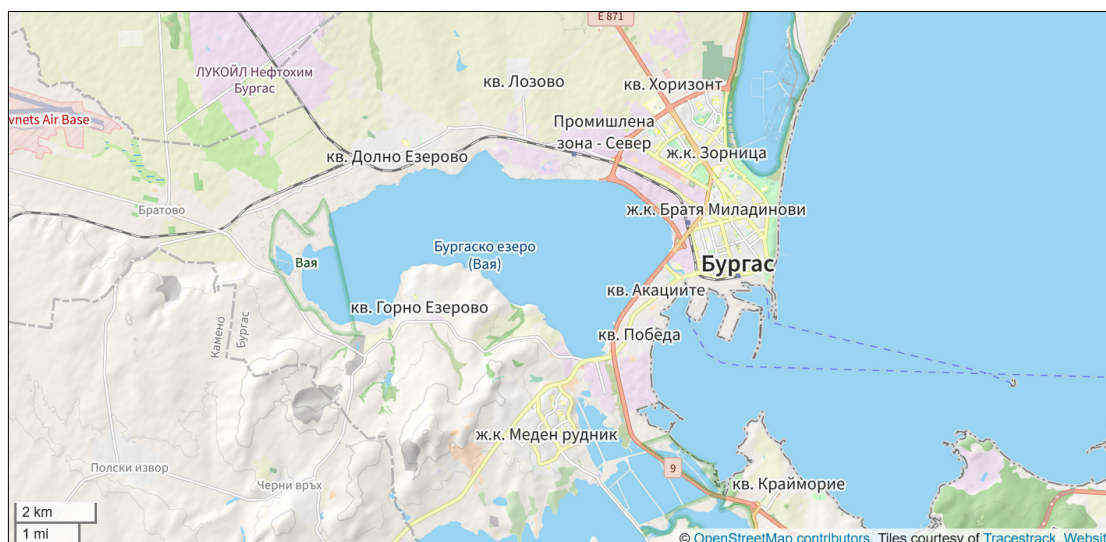 E 871
ЛУКОЙЛ Нефтохим
Бургас
кв. Лозово
кв. Хоризонт
vnets Air Base
Промишлена
зона - Север
кв. Долно Езерово
ж.к. Зорница
Братово
ж.к. Братя Миладинови
Бургаско езеро
(Вая)
Вая
Бургас
кв. Акациите
кв. Горно Езерово
Камено
Бургас
кв. Победа
ж.к. Меден рудник
Полски извор
9
Черни връх
кв. Крайморие
2 km
1 mi
© OpenStreetMap contributors, Tiles courtesy of Tracestrack, Websit